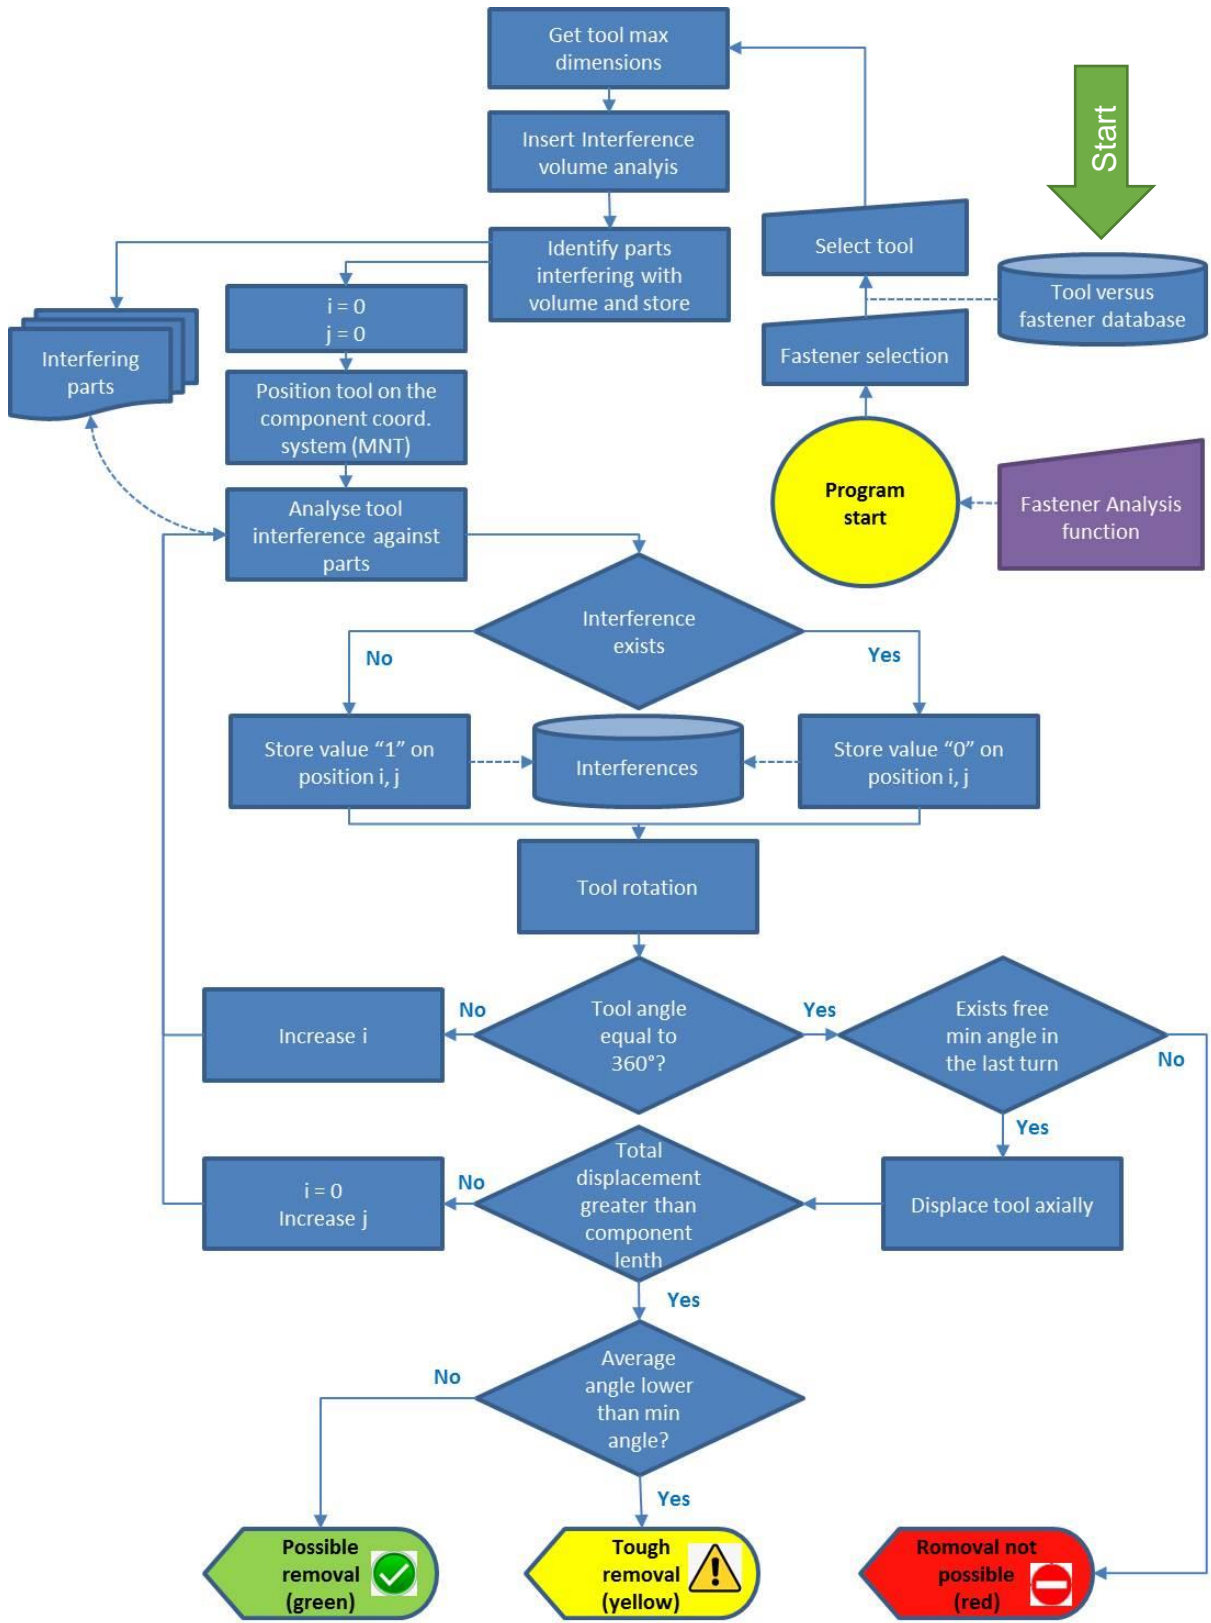 Get tool max
dimensions
Start
Insert Interference
volume analyis
Select tool
Identify parts
interfering with
volume and store
Tool versus
fastener database
i = 0
j = 0
Fastener selection
Interfering
parts
Position tool on the
component coord.
system (MNT)
Program
start
Fastener Analysis
function
Analyse tool
interference against
parts
Interference
exists
No
Yes
Store value “1” on
position i, j
Interferences
Store value “0” on
position i, j
Tool rotation
Increase i
No
Tool angle
equal to
360°?
Yes
Exists free
min angle in
the last turn
No
Yes
i = 0
Increase j
No
Total
displacement
greater than
component
lenth
Displace tool axially
Yes
Average
angle lower
than min
angle?
No
Yes
Possible
removal
(green)
Tough
removal
(yellow)
Romoval not
possible
(red)